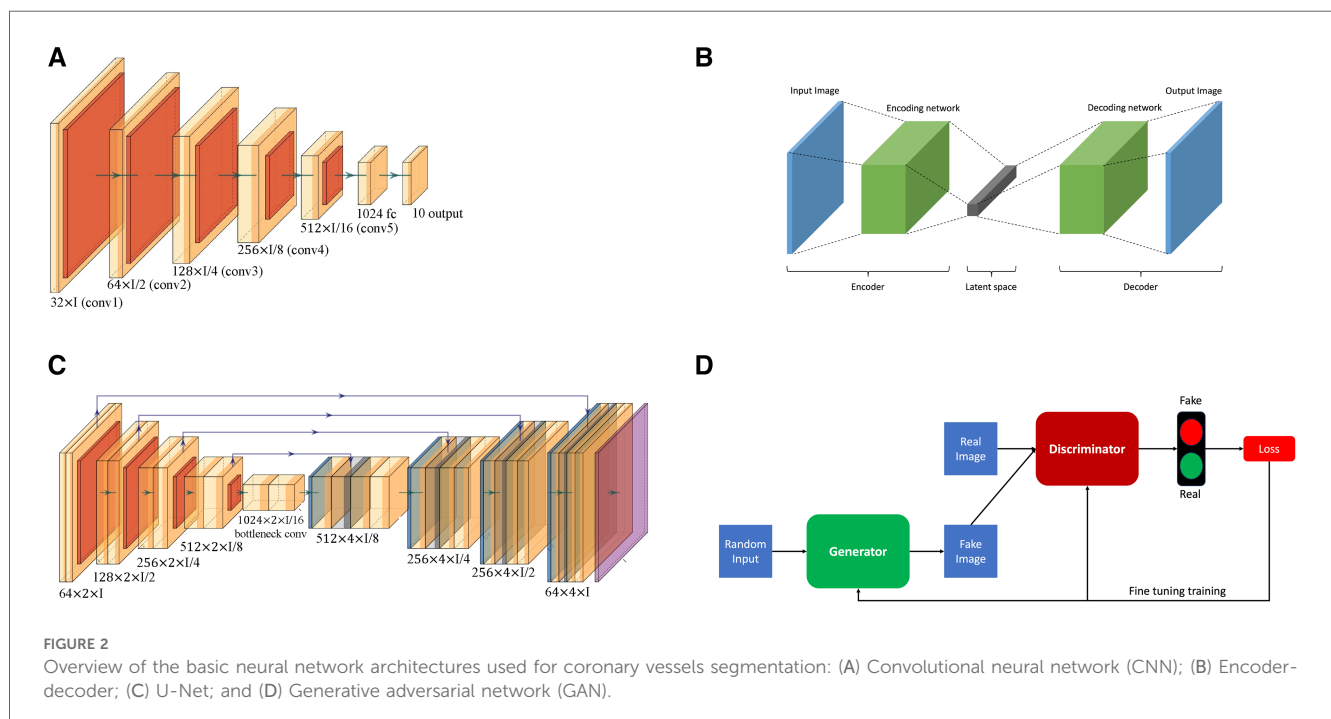 A
32×I (conv1)
64×I/2 (conv2)
128×I/4 (conv3)
256×I/8 (conv4)
512×I/16 (conv5)
1024 fc
10 output
B
Input Image
Encoding network
Decoding network
Output Image
Encoder
Latent space
Decoder
C
64×2×I
128×2×I/2
256×2×I/4
512×2×I/8
1024×2×I/16
bottleneck conv
512×4×I/8
256×4×I/4
256×4×I/2
64×4×I
D
Real
Image
Discriminator
Fake
Real
Loss
Random
Input
Generator
Fake
Image
Fine tuning training
FIGURE 2
Overview of the basic neural network architectures used for coronary vessels segmentation: (A) Convolutional neural network (CNN); (B) Encoder-
decoder; (C) U-Net; and (D) Generative adversarial network (GAN).